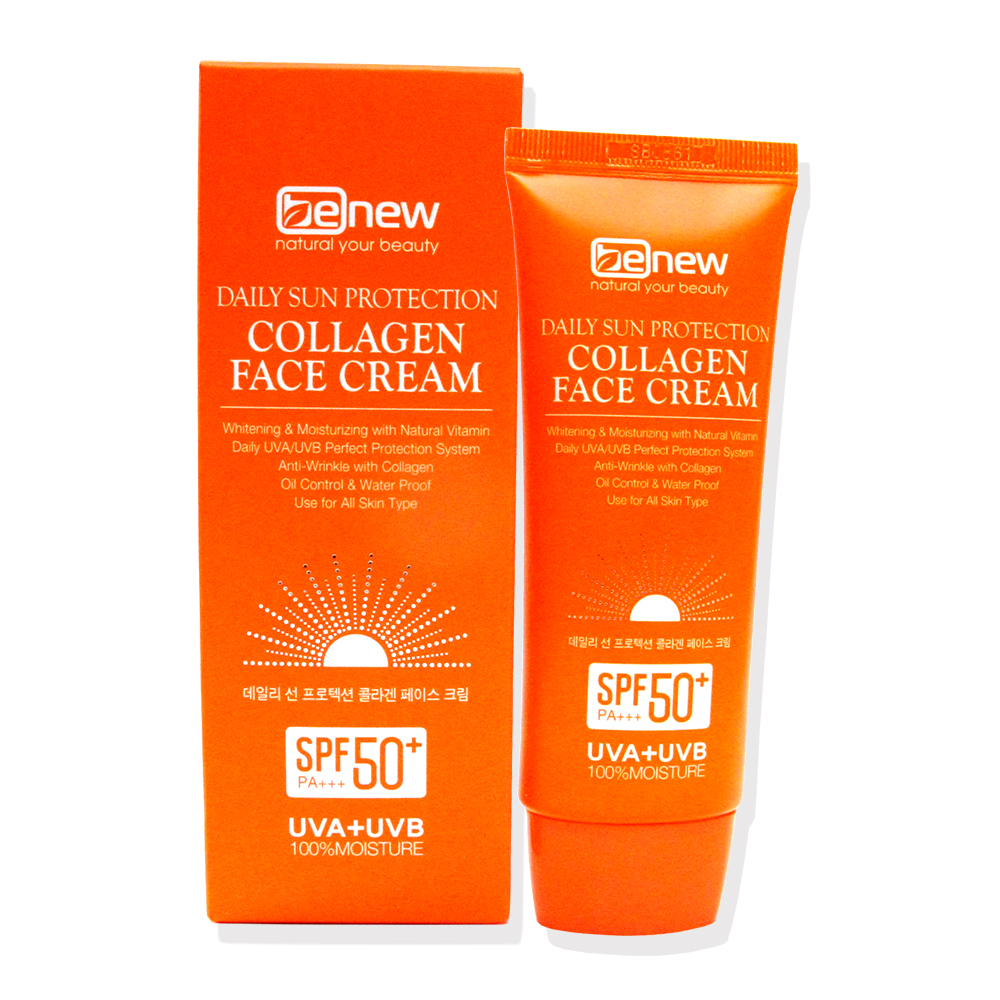 benew
natural your beauty
DAILY SUN PROTECTION
COLLAGEN
FACE CREAM
Whitening & Moisturizing with Natural Vitamin
Daily UVA/UVB Perfect Protection System
Anti-Wrinkle with Collagen
Oil Control & Water Proof
Use for All Skin Type
데일리 선 프로텍션 콜라겐 페이스 크림
SPF50+
PA+++
UVA+UVB
100%MOISTURE
benew
natural your beauty
DAILY SUN PROTECTION
COLLAGEN
FACE CREAM
Whitening & Moisturizing with Natural Vitamin
Daily UVA/UVB Perfect Protection System
Anti-Wrinkle with Collagen
Oil Control & Water Proof
Use for All Skin Type
데일리 선 프로텍션 콜라겐 페이스 크림
SPF50+
PA+++
UVA+UVB
100%MOISTURE